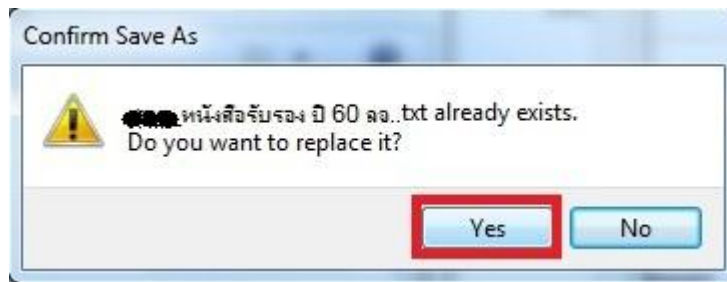 Confirm Save As
หนังสือรับรอง ปี 60 ลอ..txt already exists.
Do you want to replace it?
Yes
No